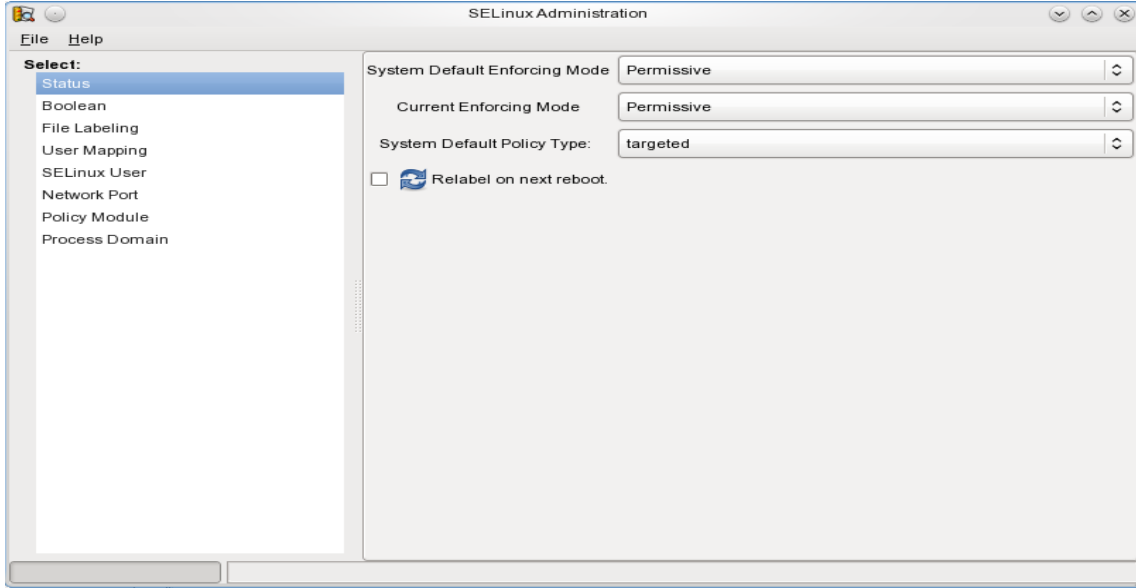 SELinux Administration
File Help
Select:
Status
Boolean
File Labeling
User Mapping
SELinux User
Network Port
Policy Module
Process Domain
System Default Enforcing Mode Permissive
Current Enforcing Mode Permissive
System Default Policy Type: targeted
Relabel on next reboot.